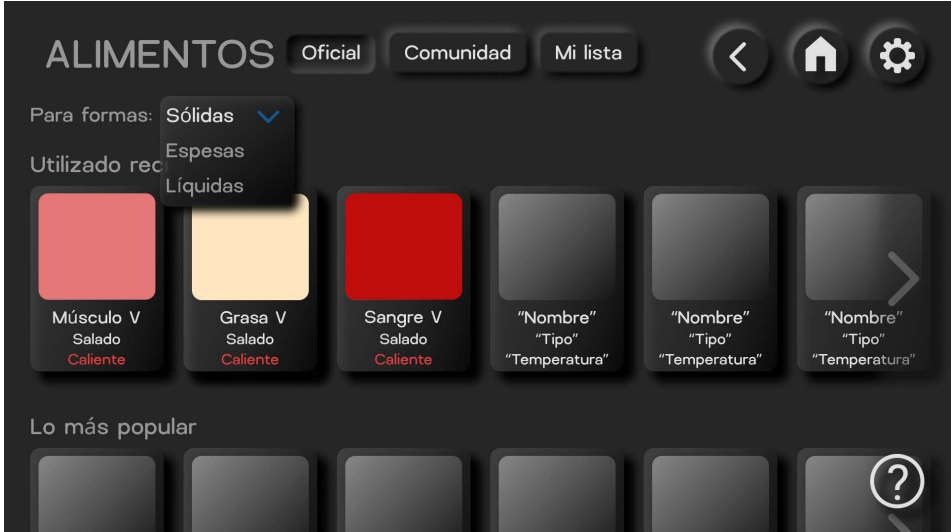 ALIMENTOS Oficial Comunidad Mi lista
Para formas: Sólidas
Espesas
Utilizado rec
Líquidas
Músculo V Grasa V Sangre V "Nombre" "Nombre" "Nombre"
Salado Salado Salado "Tipo" "Tipo" "Tipo"
Caliente Caliente Caliente "Temperatura" "Temperatura" "Temperatura"
Lo más popular
?